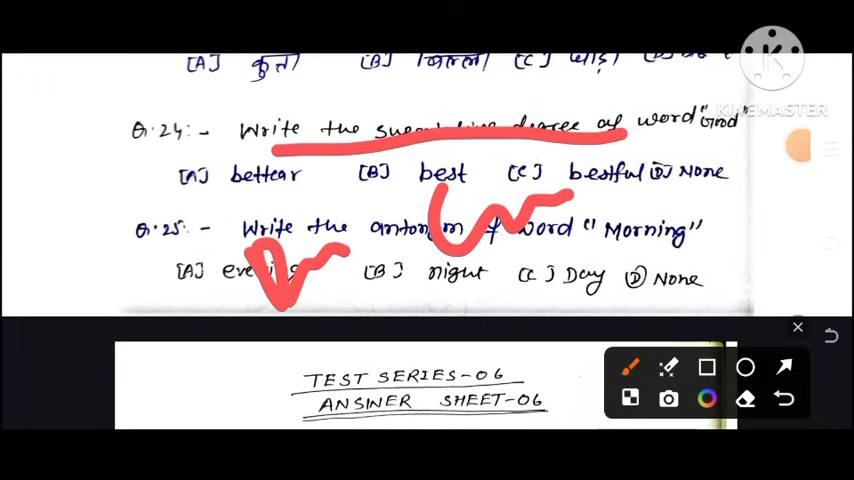 [A] कुत्ता [B] बिल्ली [C]
KINEMASTER
Q.24:- Write the degree of word "Good"
[A] bettear [B] best [C] bestful [D] None
Q.25:- Write the antonym of word "Morning"
[A] evening [B] night [C] Day [D] None
TEST SERIES-06
ANSWER SHEET-06